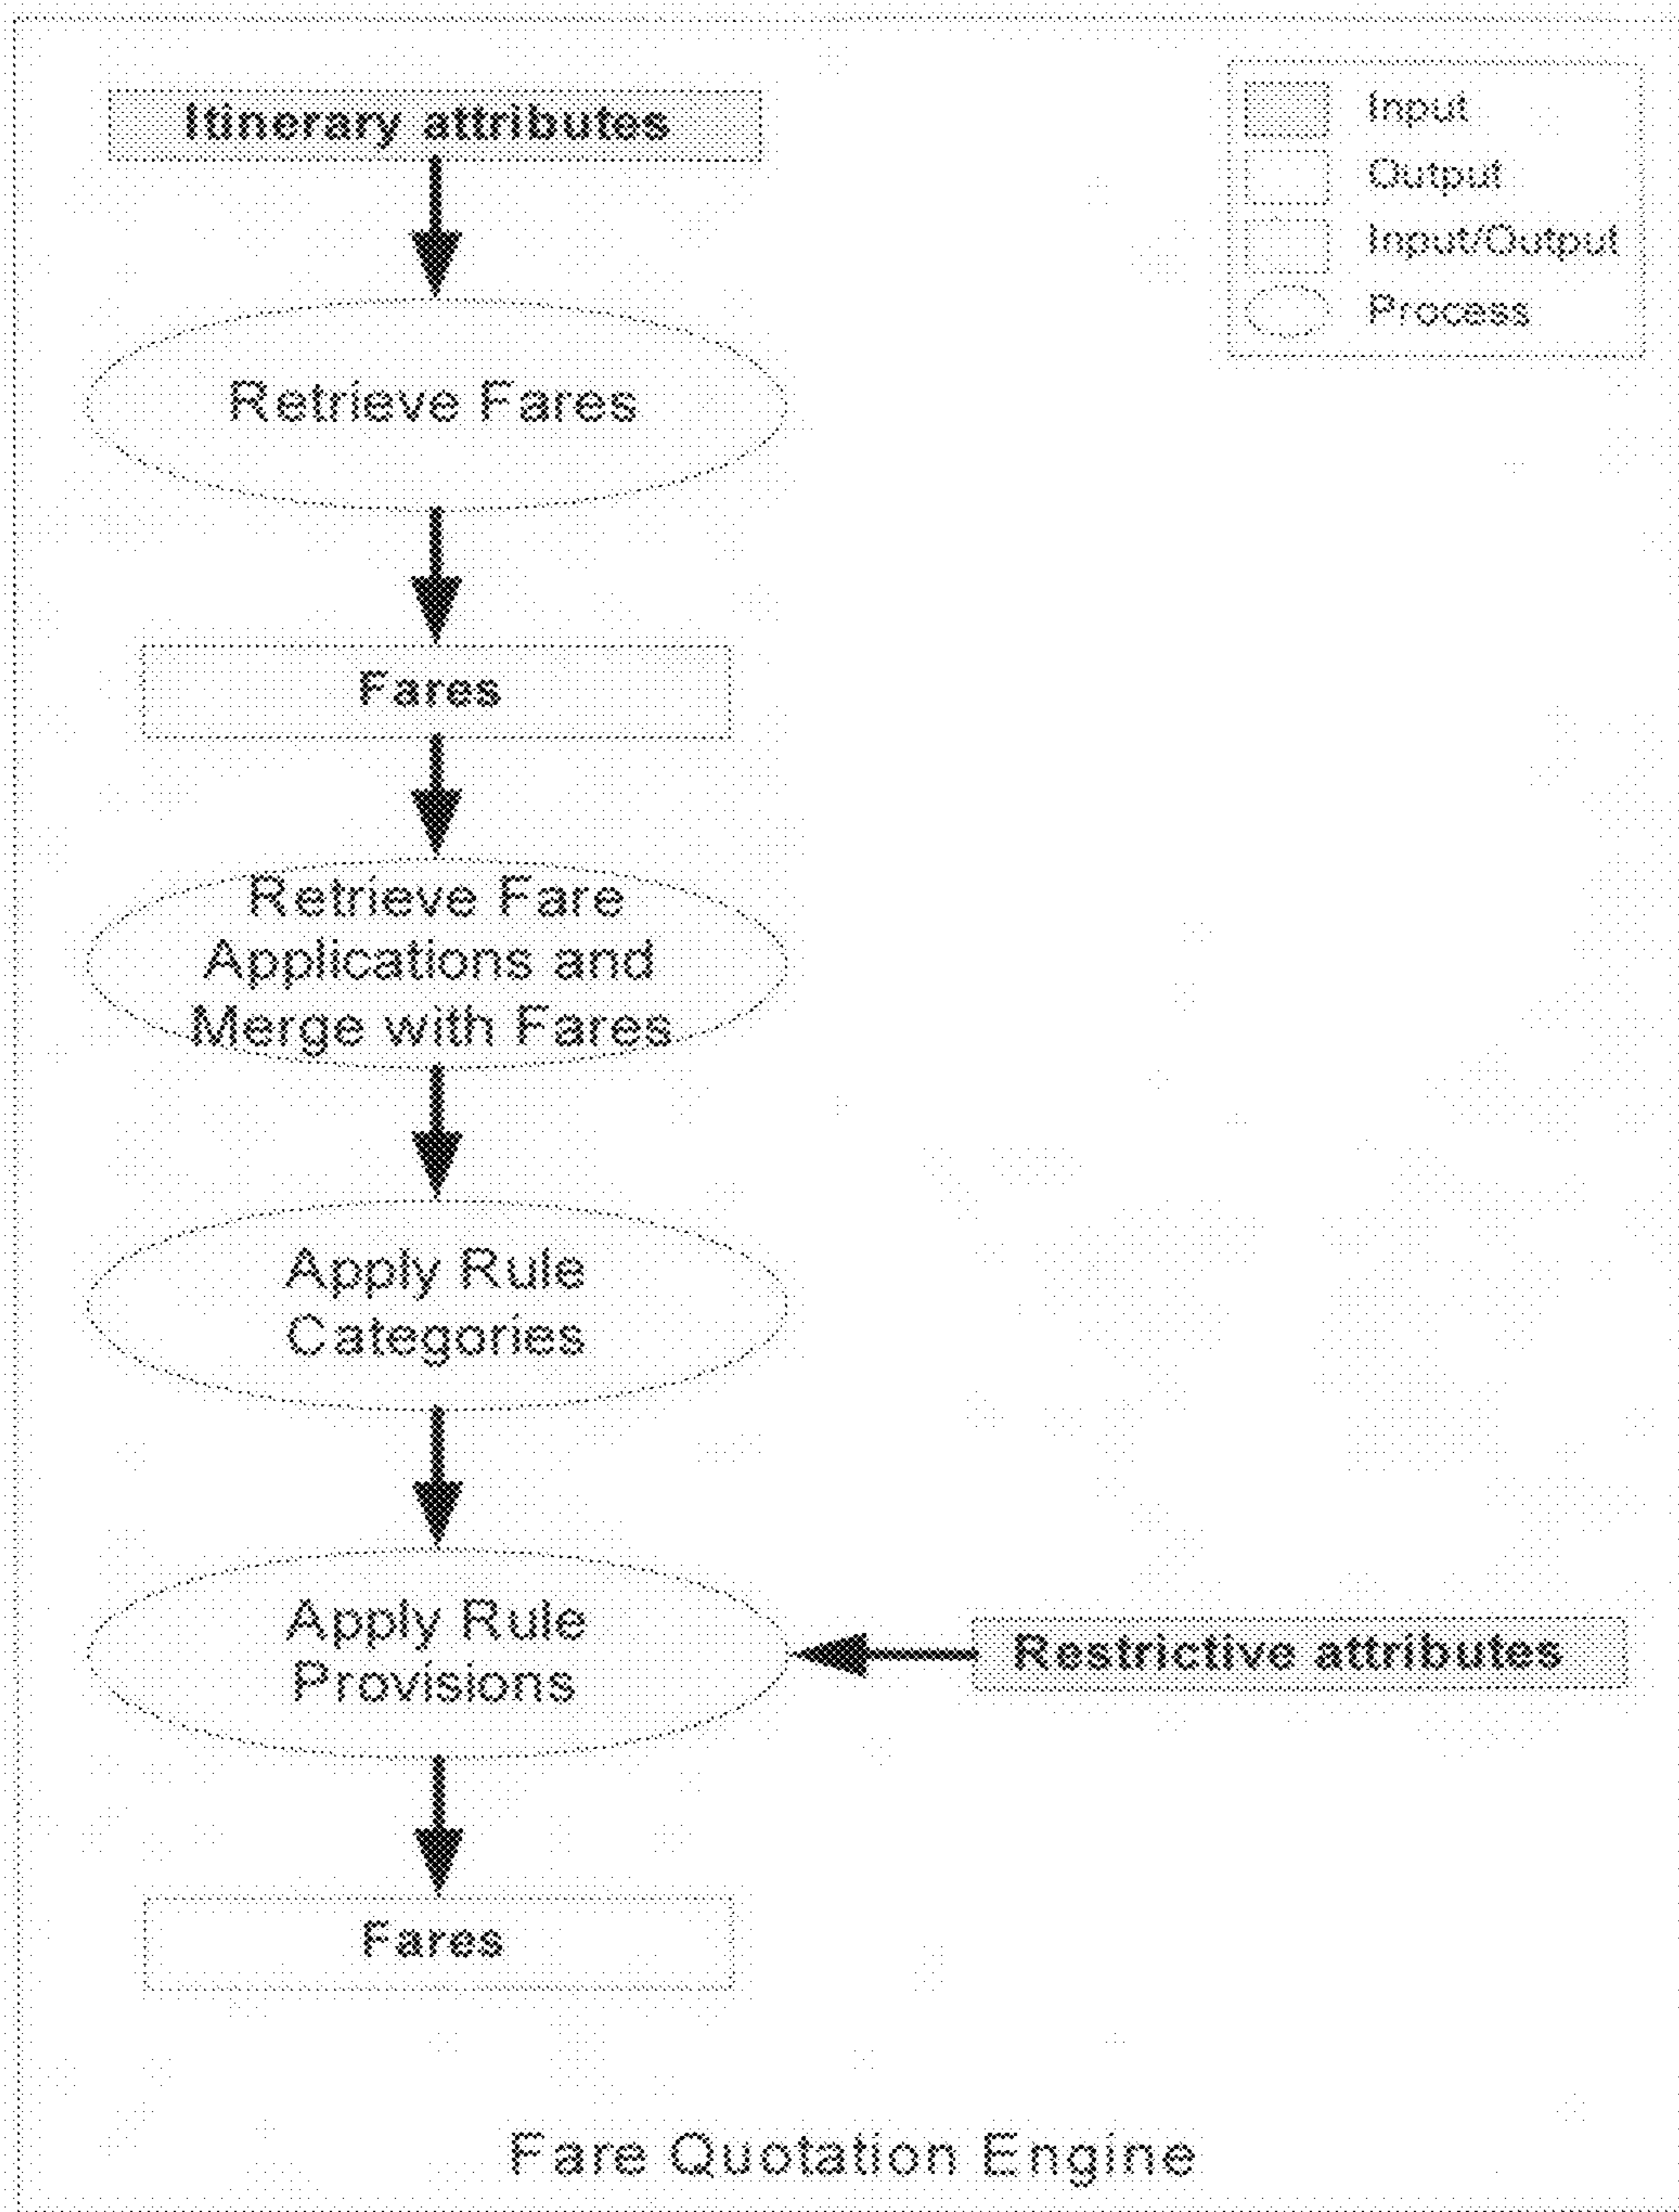 Itinerary attributes
Input
Output
Input/Output
Process
Retrieve Fares
Fares
Retrieve Fare
Applications and
Merge with Fares
Apply Rule
Categories
Apply Rule
Provisions
Restrictive attributes
Fares
Fare Quotation Engine